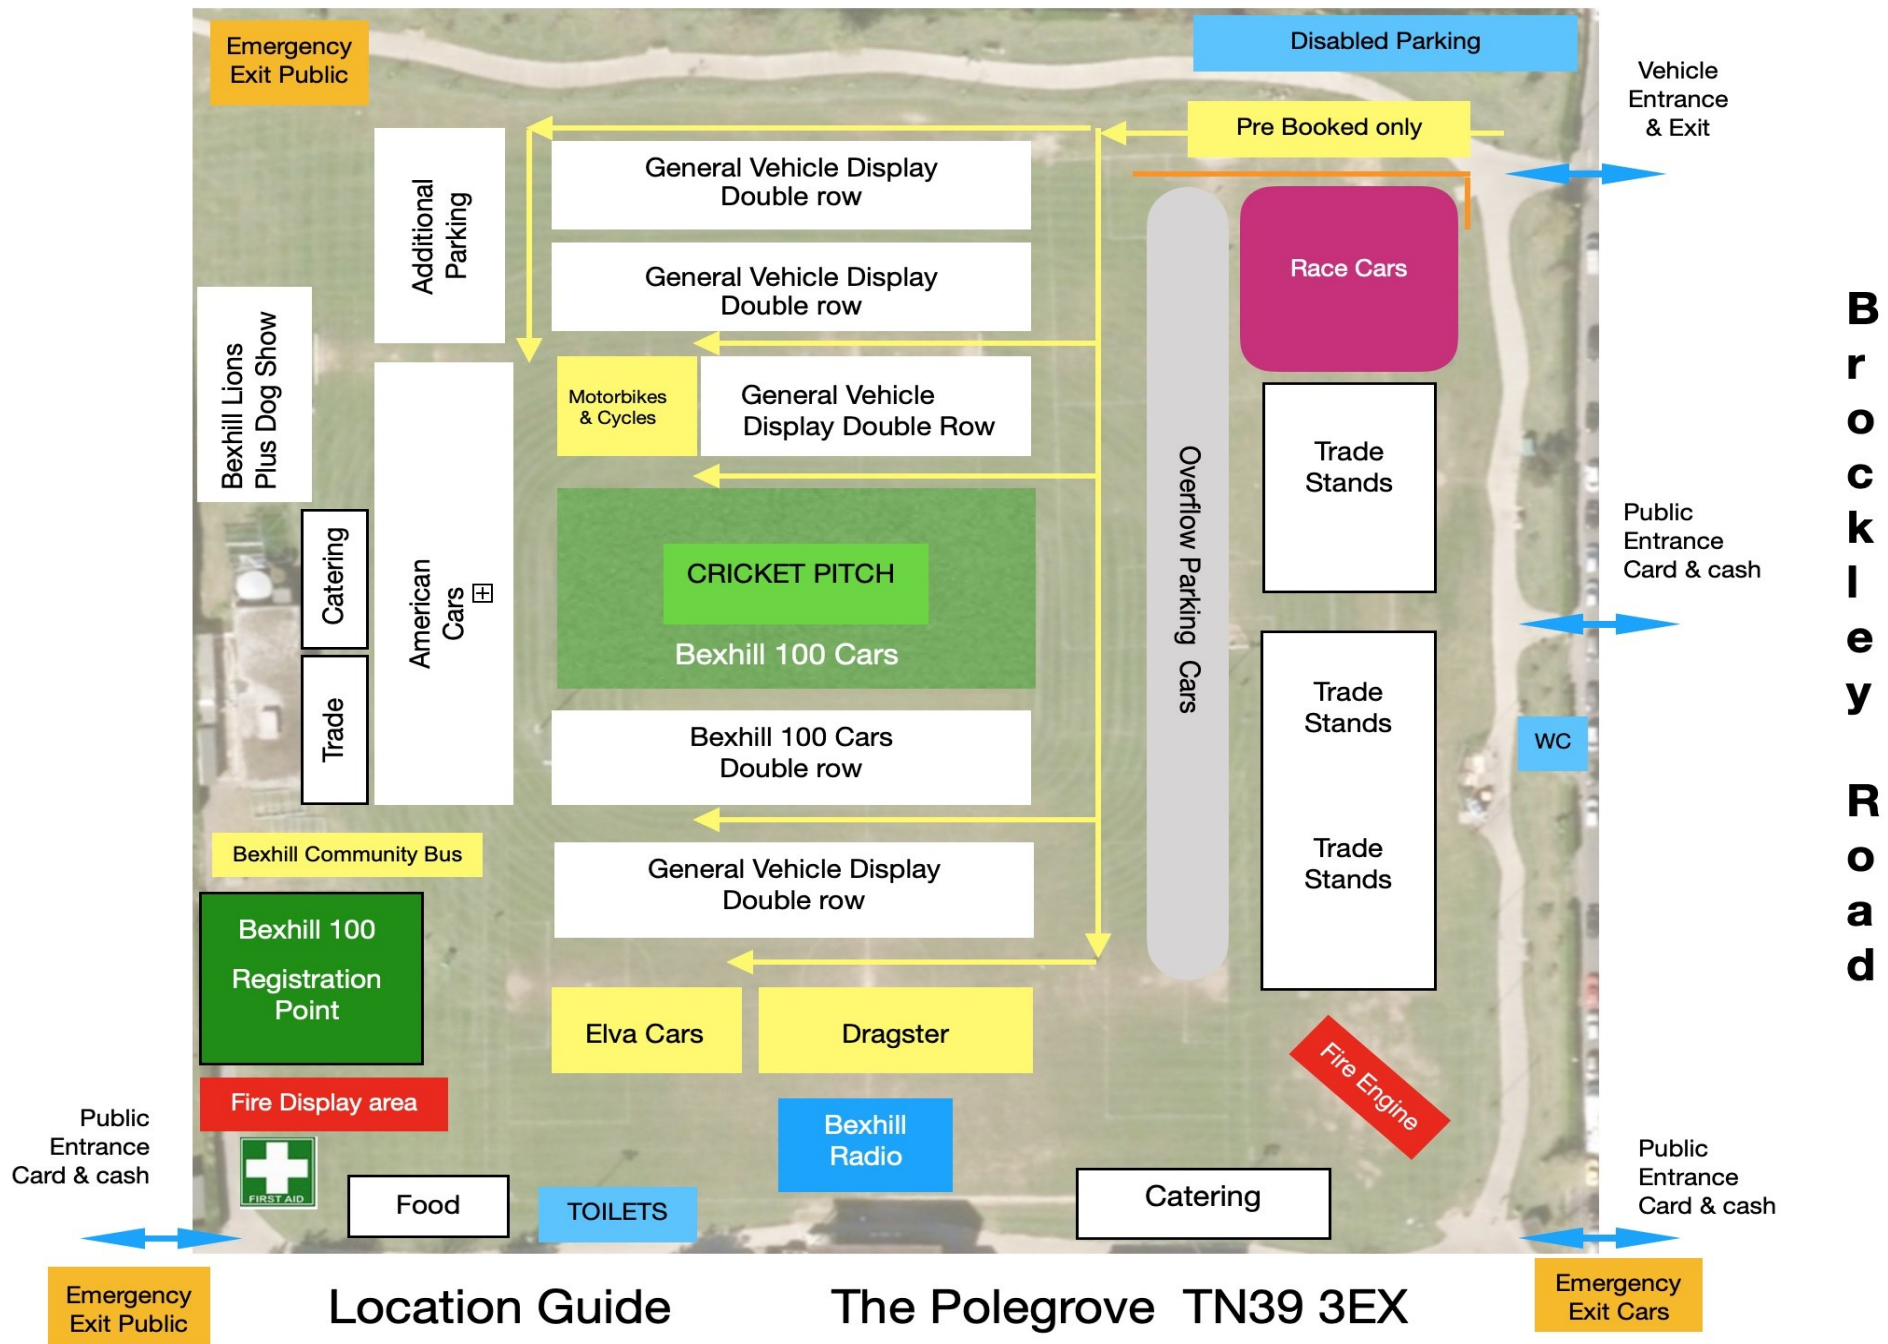 Emergency
Exit Public
Disabled Parking
Vehicle
Entrance
& Exit
Pre Booked only
Additional
Parking
General Vehicle Display
Double row
General Vehicle Display
Double row
Race Cars
Bexhill Lions
Plus Dog Show
Motorbikes
& Cycles
General Vehicle
Display Double Row
Trade
Stands
Overflow Parking Cars
Brockley Road
Public
Entrance
Card & cash
Catering
American
Cars
CRICKET PITCH
Bexhill 100 Cars
Trade
Bexhill 100 Cars
Double row
Trade
Stands
WC
Bexhill Community Bus
General Vehicle Display
Double row
Trade
Stands
Bexhill 100
Registration
Point
Elva Cars
Dragster
Fire Engine
Fire Display area
Public
Entrance
Card & cash
Bexhill
Radio
FIRST AID
Food
TOILETS
Catering
Public
Entrance
Card & cash
Emergency
Exit Public
Location Guide
The Polegrove TN39 3EX
Emergency
Exit Cars